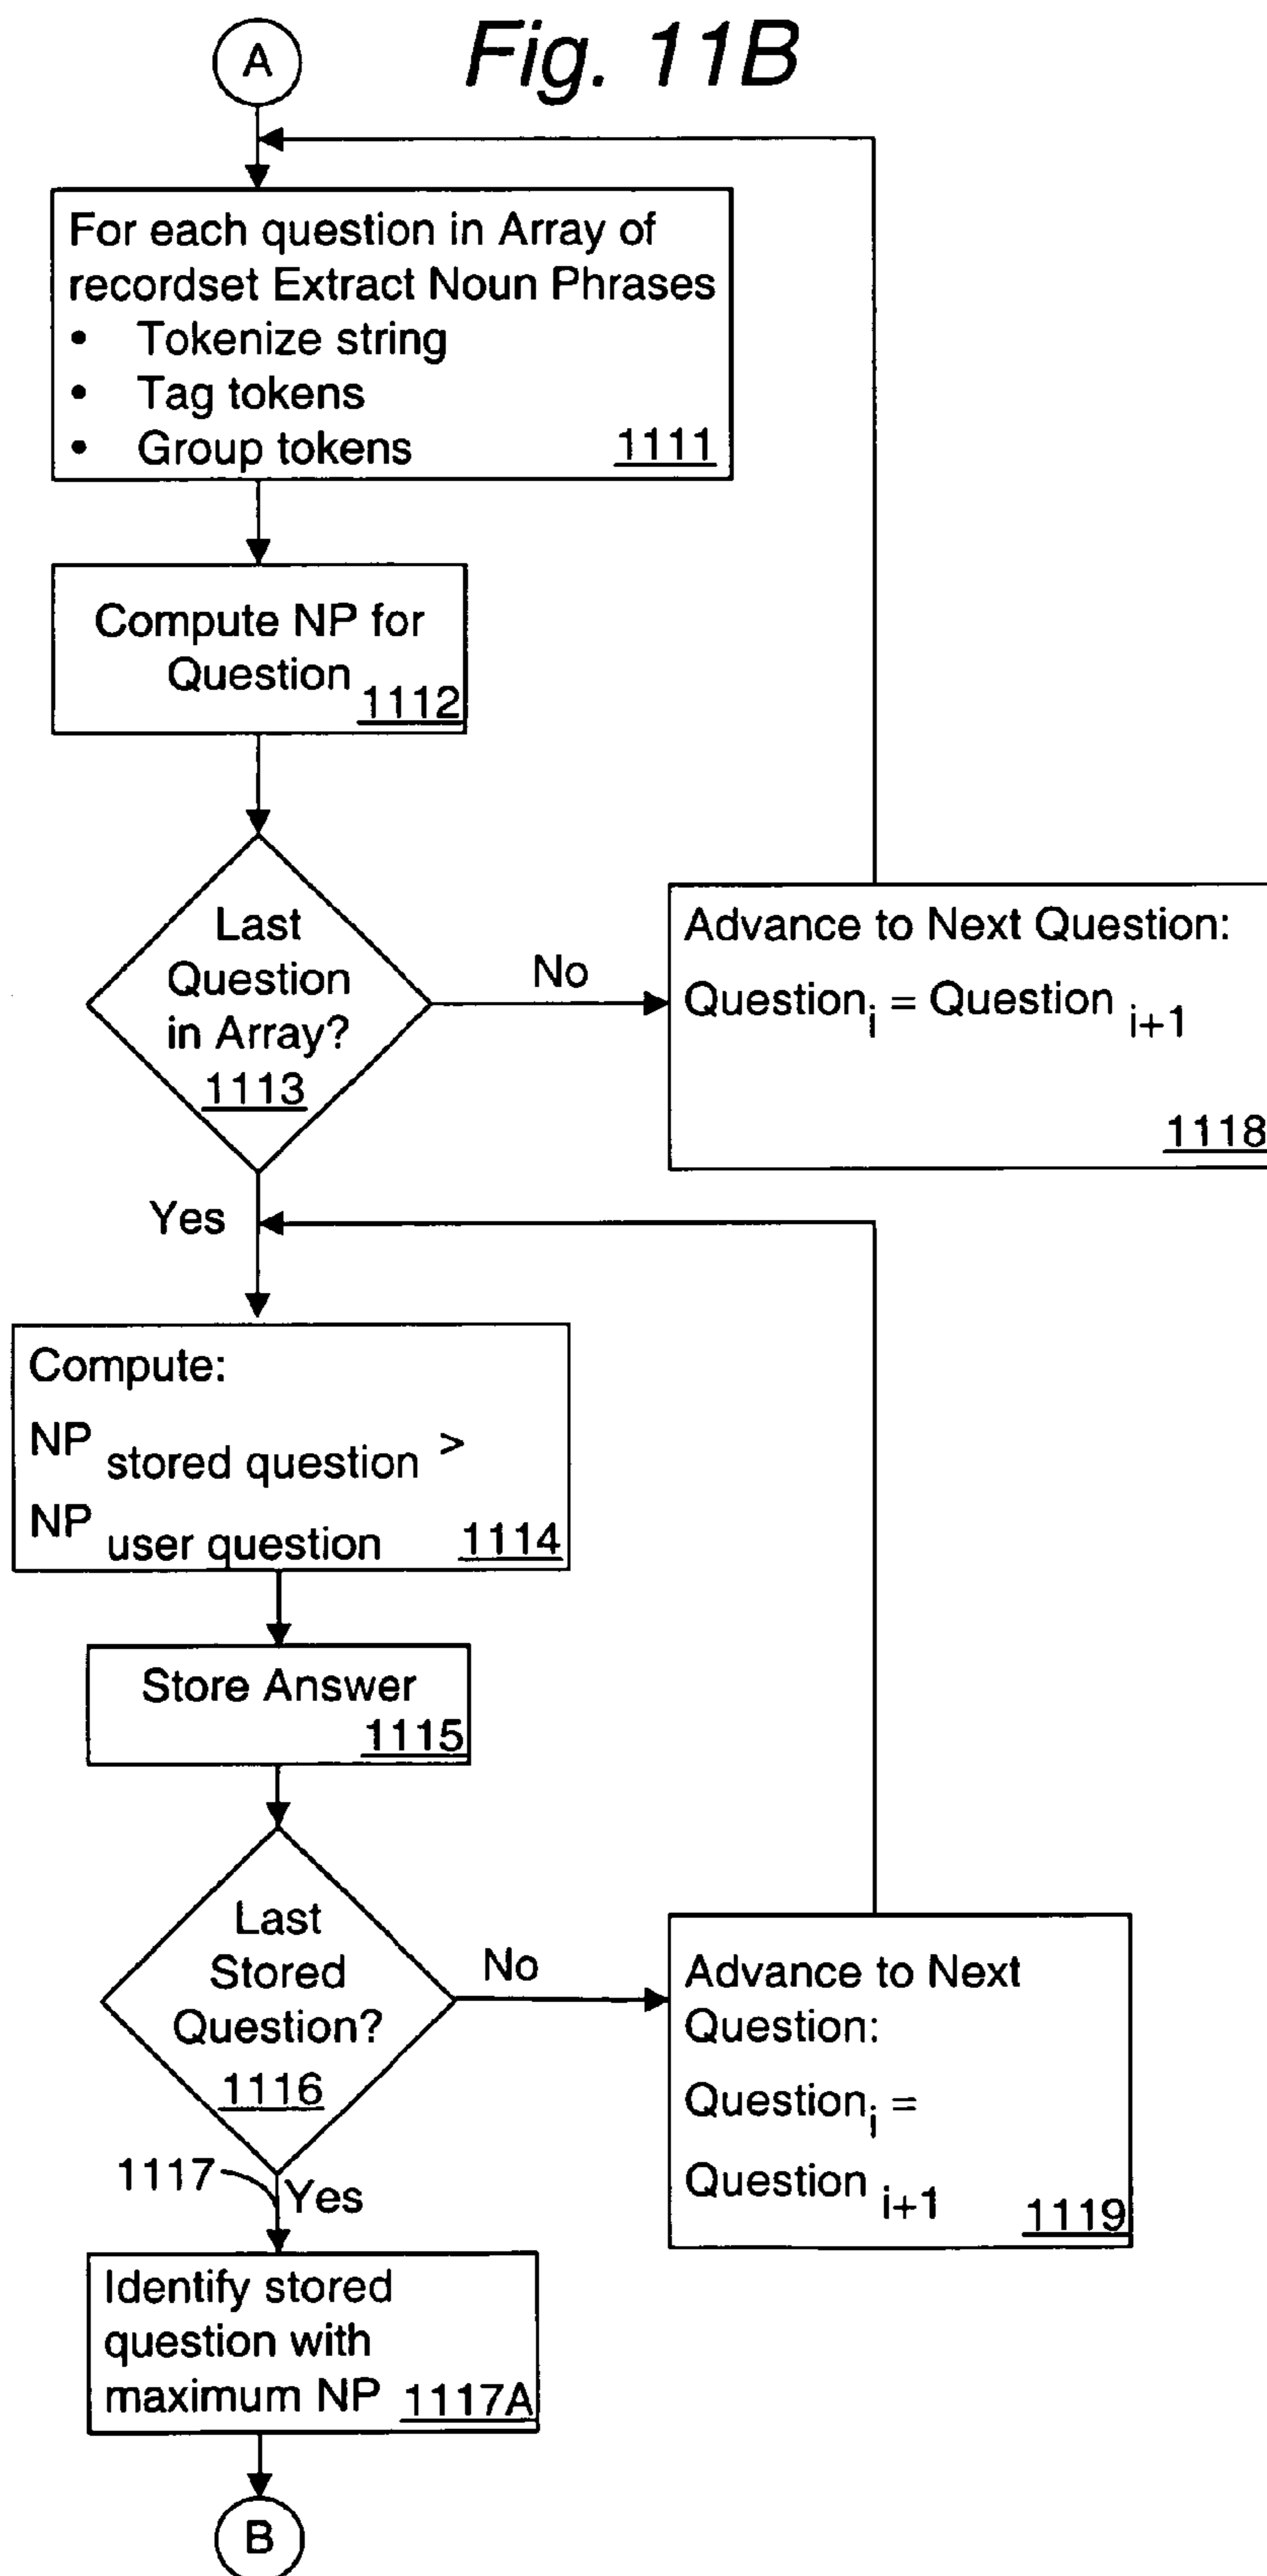 A
Fig. 11B
For each question in Array of
recordset Extract Noun Phrases
• Tokenize string
• Tag tokens
• Group tokens 1111
Compute NP for
Question 1112
Last
Question
in Array?
1113
No
Advance to Next Question:
Question i = Question i+1
1118
Yes
Compute:
NP stored question >
NP user question 1114
Store Answer
1115
Last
Stored
Question?
1116
No
Advance to Next
Question:
Question i =
Question i+1 1119
1117 Yes
Identify stored
question with
maximum NP 1117A
B